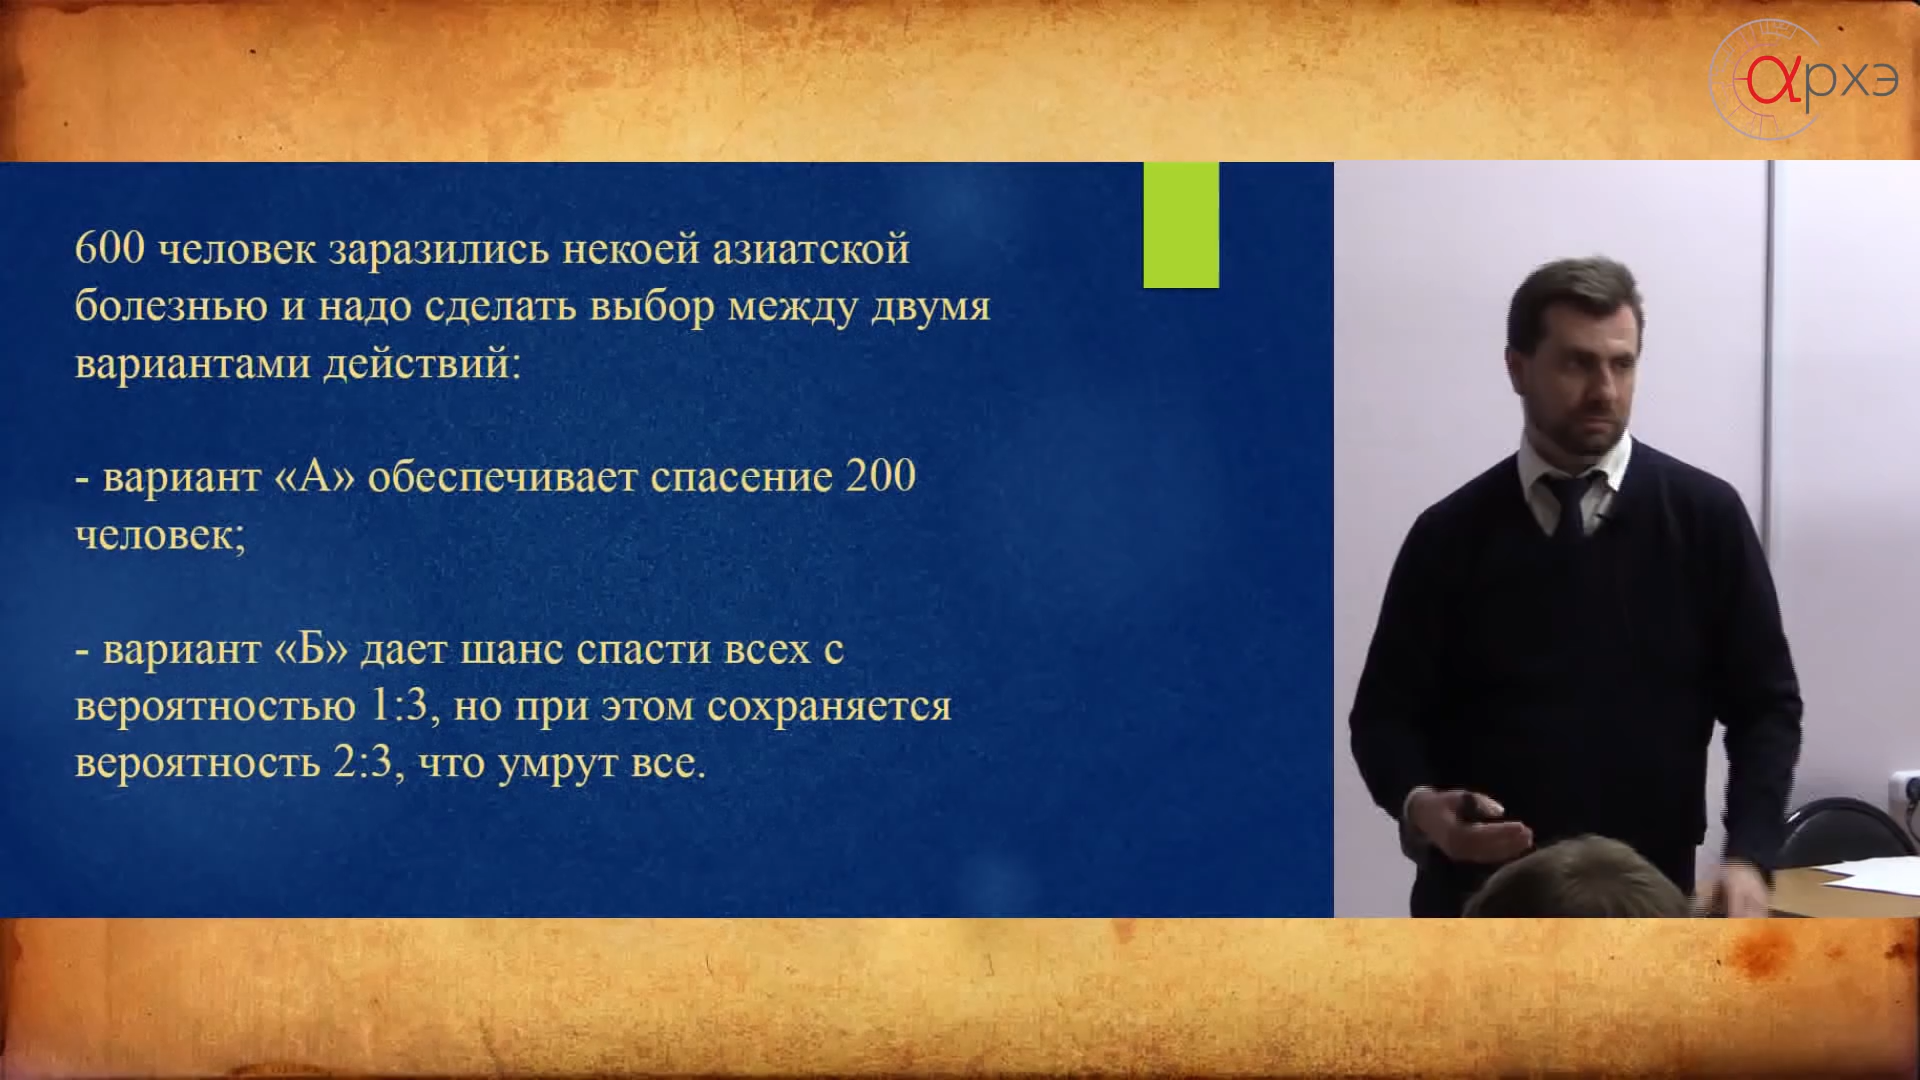 αрхэ
600 человек заразились некоей азиатской
болезнью и надо сделать выбор между двумя
вариантами действий:
- вариант «А» обеспечивает спасение 200
человек;
- вариант «Б» дает шанс спасти всех с
вероятностью 1:3, но при этом сохраняется
вероятность 2:3, что умрут все.